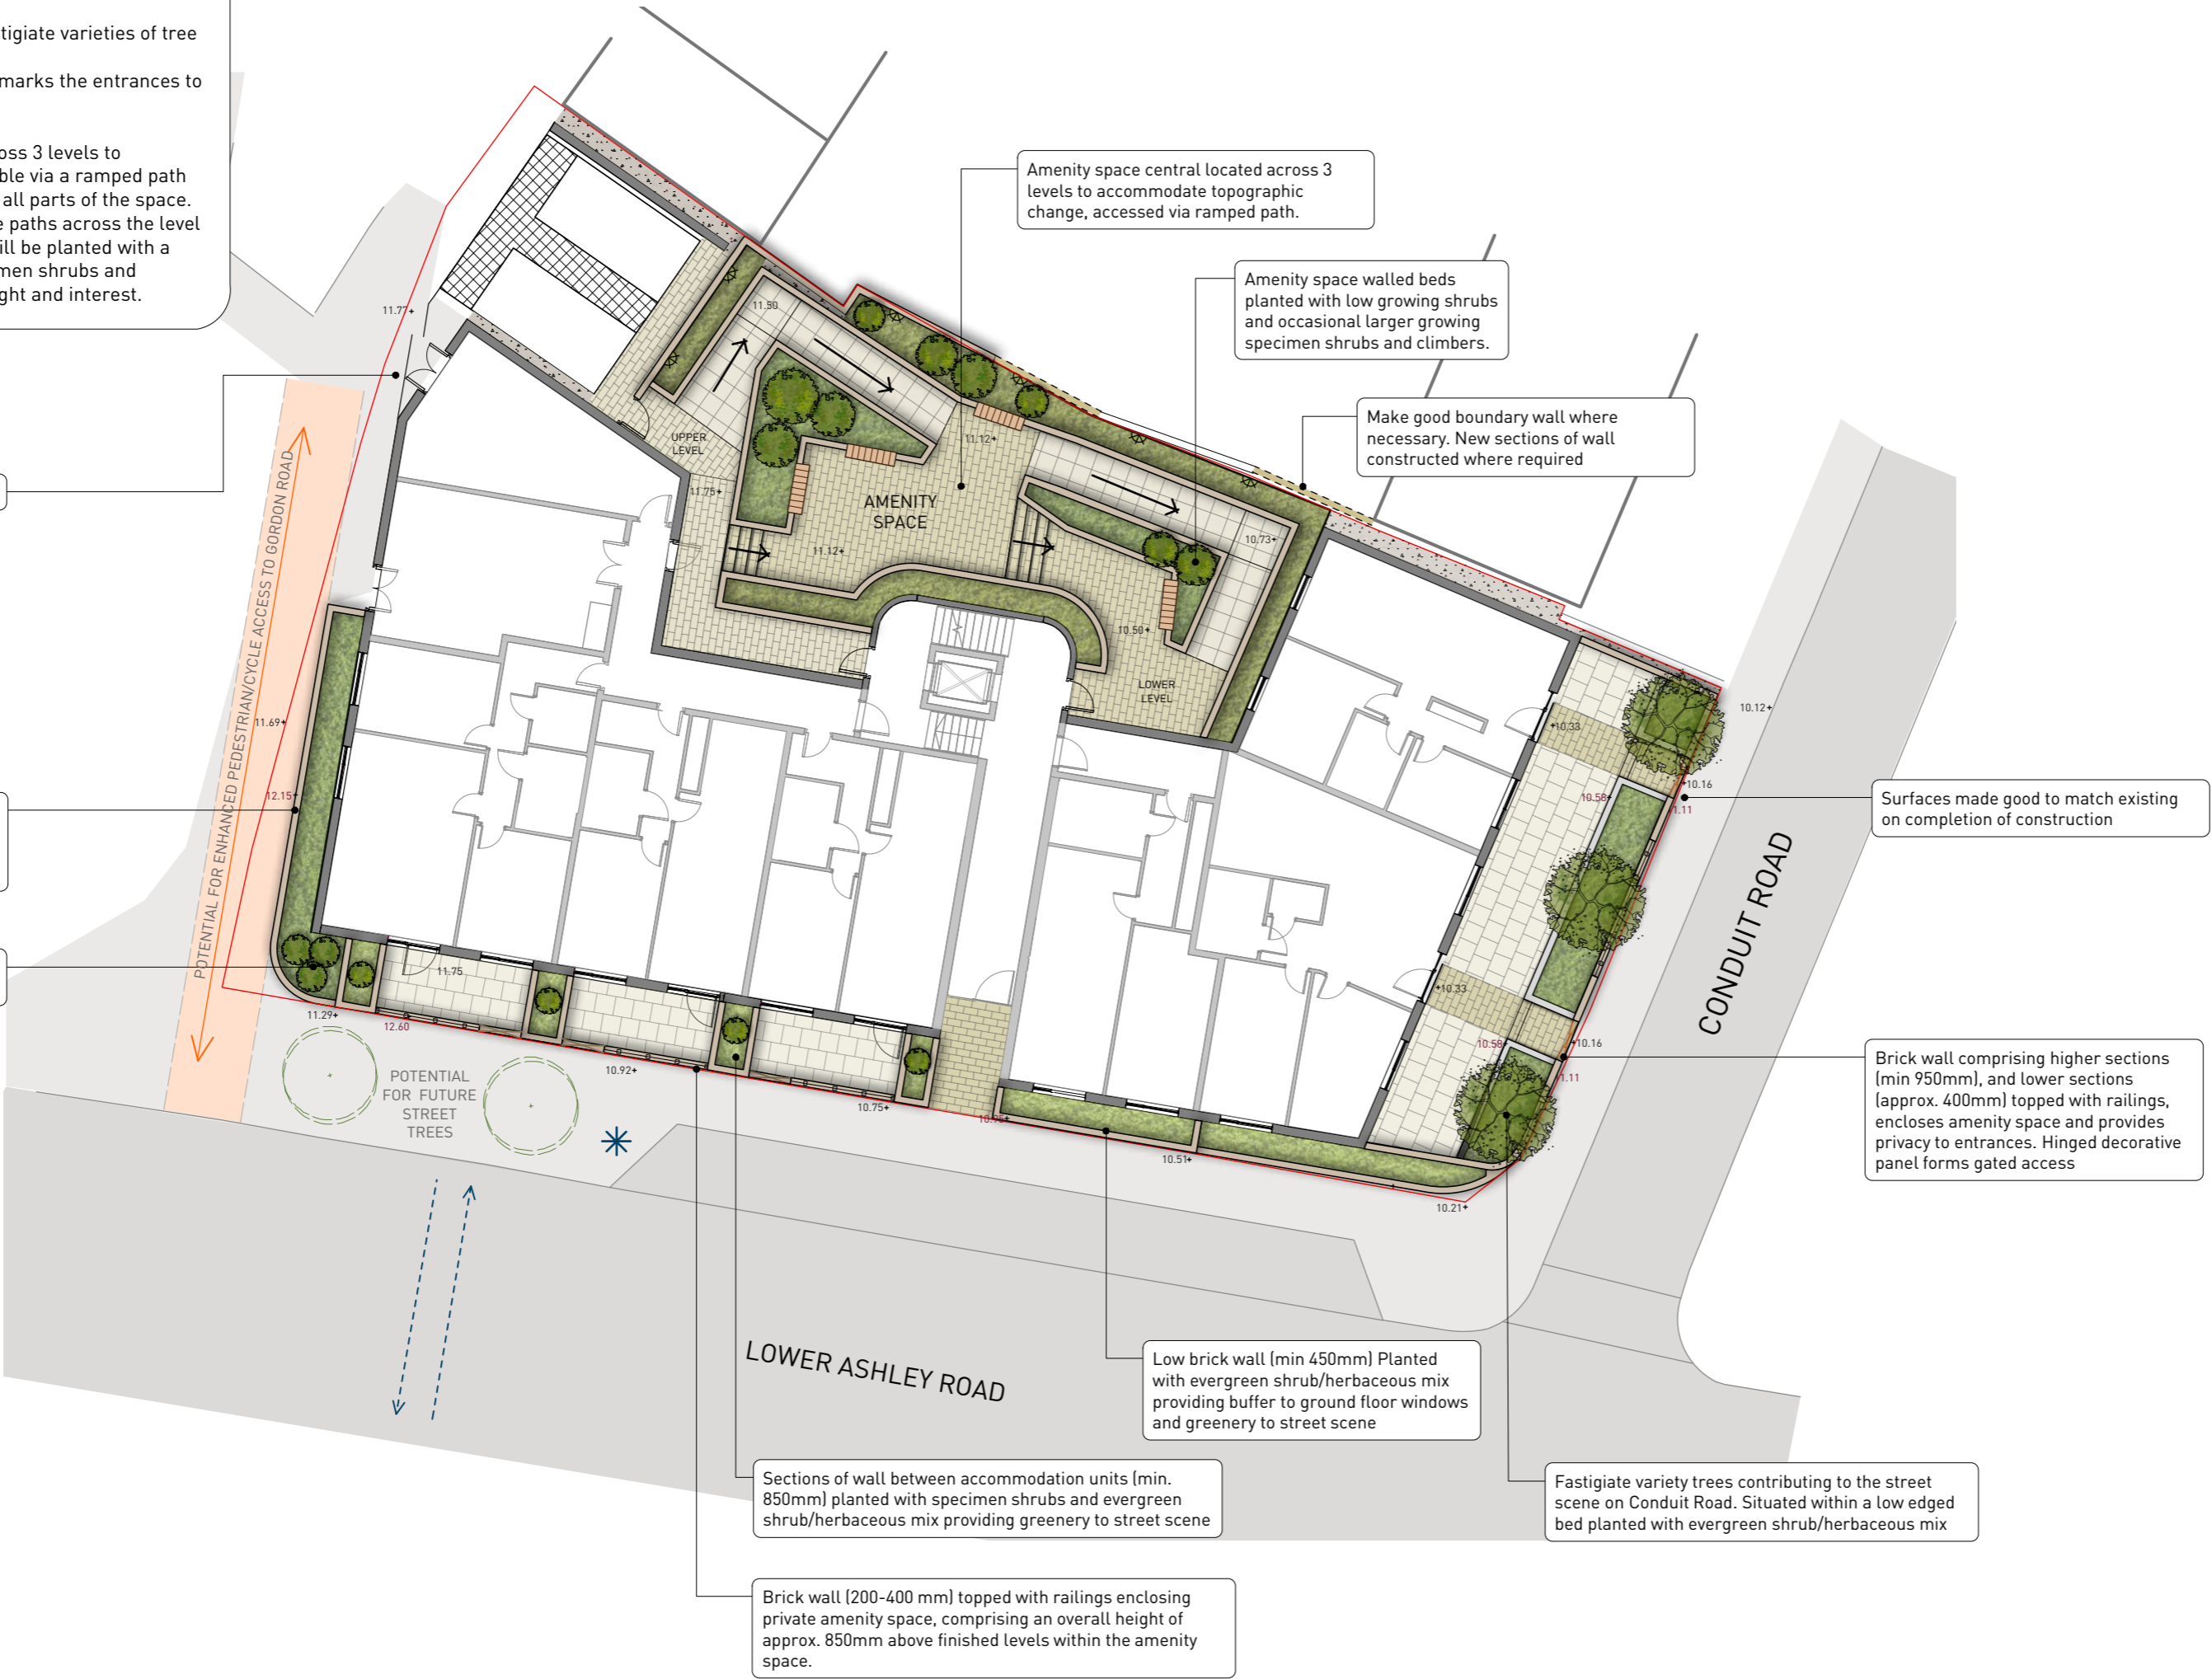 tigiate varieties of tree
marks the entrances to
oss 3 levels to
ble via a ramped path
all parts of the space.
e paths across the level
ill be planted with a
men shrubs and
ght and interest.
Amenity space central located across 3
levels to accommodate topographic
change, accessed via ramped path.
Amenity space walled beds
planted with low growing shrubs
and occasional larger growing
specimen shrubs and climbers.
Make good boundary wall where
necessary. New sections of wall
constructed where required
11.77+
11.50
UPPER
LEVEL
11.12+
11.75+
AMENITY
SPACE
11.12+
10.73+
10.50+
LOWER
LEVEL
POTENTIAL FOR ENHANCED PEDESTRIAN/CYCLE ACCESS TO GORDON ROAD
11.69+
12.15+
10.12+
+10.33
+10.16
10.58+
1.11
Surfaces made good to match existing
on completion of construction
CONDUIT ROAD
11.75
+10.33
11.29+
12.60
10.58+
+10.16
1.11
Brick wall comprising higher sections
(min 950mm), and lower sections
(approx. 400mm) topped with railings,
encloses amenity space and provides
privacy to entrances. Hinged decorative
panel forms gated access
POTENTIAL
FOR FUTURE
STREET
TREES
10.92+
10.75+
10.51+
10.21+
LOWER ASHLEY ROAD
Low brick wall (min 450mm) Planted
with evergreen shrub/herbaceous mix
providing buffer to ground floor windows
and greenery to street scene
Sections of wall between accommodation units (min.
850mm) planted with specimen shrubs and evergreen
shrub/herbaceous mix providing greenery to street scene
Fastigiate variety trees contributing to the street
scene on Conduit Road. Situated within a low edged
bed planted with evergreen shrub/herbaceous mix
Brick wall (200-400 mm) topped with railings enclosing
private amenity space, comprising an overall height of
approx. 850mm above finished levels within the amenity
space.